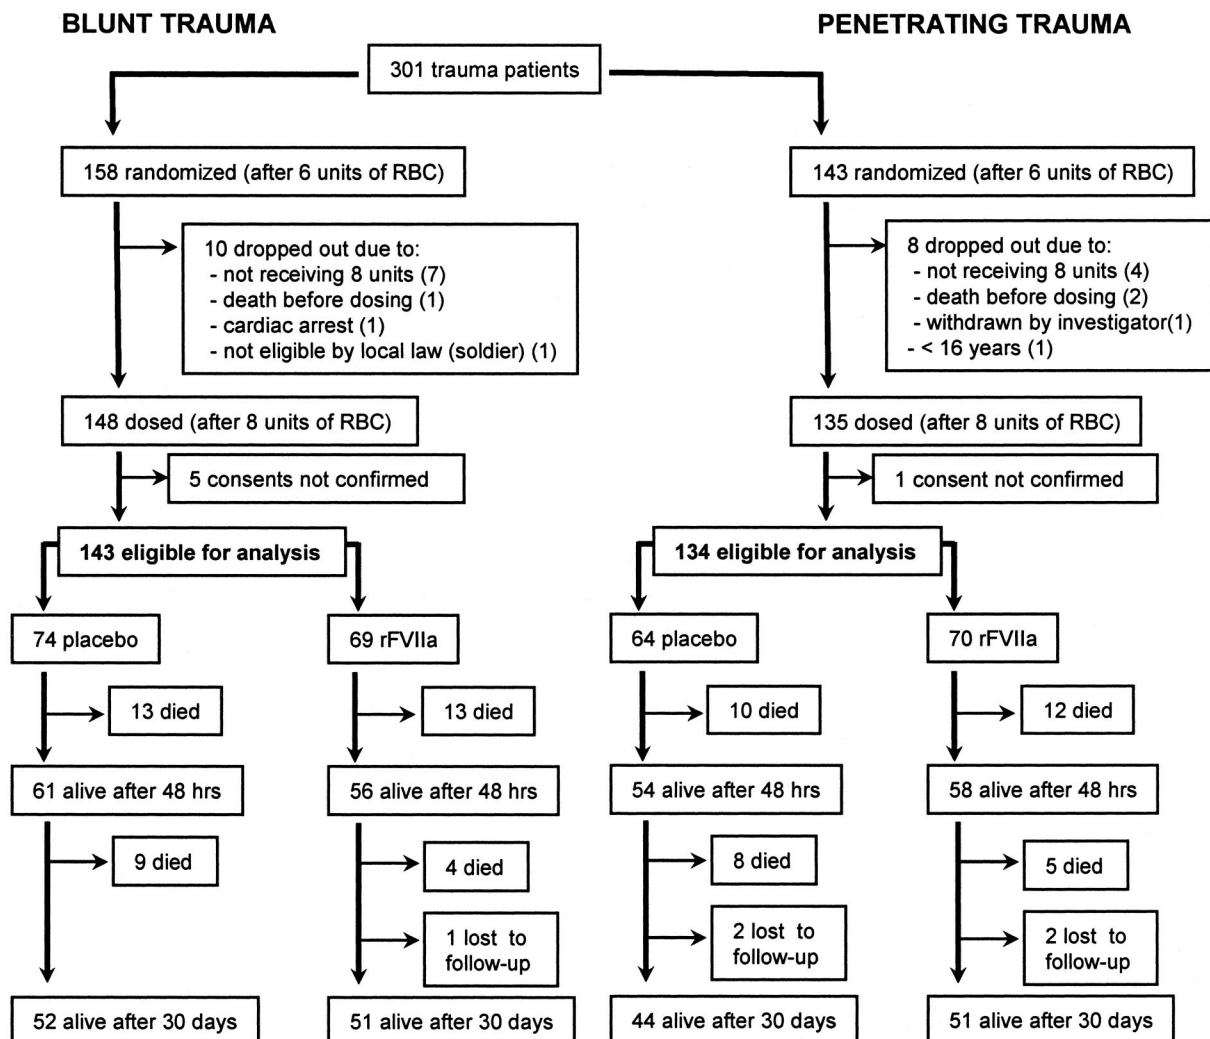 BLUNT TRAUMA
PENETRATING TRAUMA
301 trauma patients
158 randomized (after 6 units of RBC)
143 randomized (after 6 units of RBC)
10 dropped out due to:
- not receiving 8 units (7)
- death before dosing (1)
- cardiac arrest (1)
- not eligible by local law (soldier) (1)
8 dropped out due to:
- not receiving 8 units (4)
- death before dosing (2)
- withdrawn by investigator(1)
- < 16 years (1)
148 dosed (after 8 units of RBC)
135 dosed (after 8 units of RBC)
5 consents not confirmed
1 consent not confirmed
143 eligible for analysis
134 eligible for analysis
74 placebo
69 rFVIIa
64 placebo
70 rFVIIa
13 died
13 died
10 died
12 died
61 alive after 48 hrs
56 alive after 48 hrs
54 alive after 48 hrs
58 alive after 48 hrs
9 died
4 died
8 died
5 died
1 lost to
follow-up
2 lost to
follow-up
2 lost to
follow-up
52 alive after 30 days
51 alive after 30 days
44 alive after 30 days
51 alive after 30 days